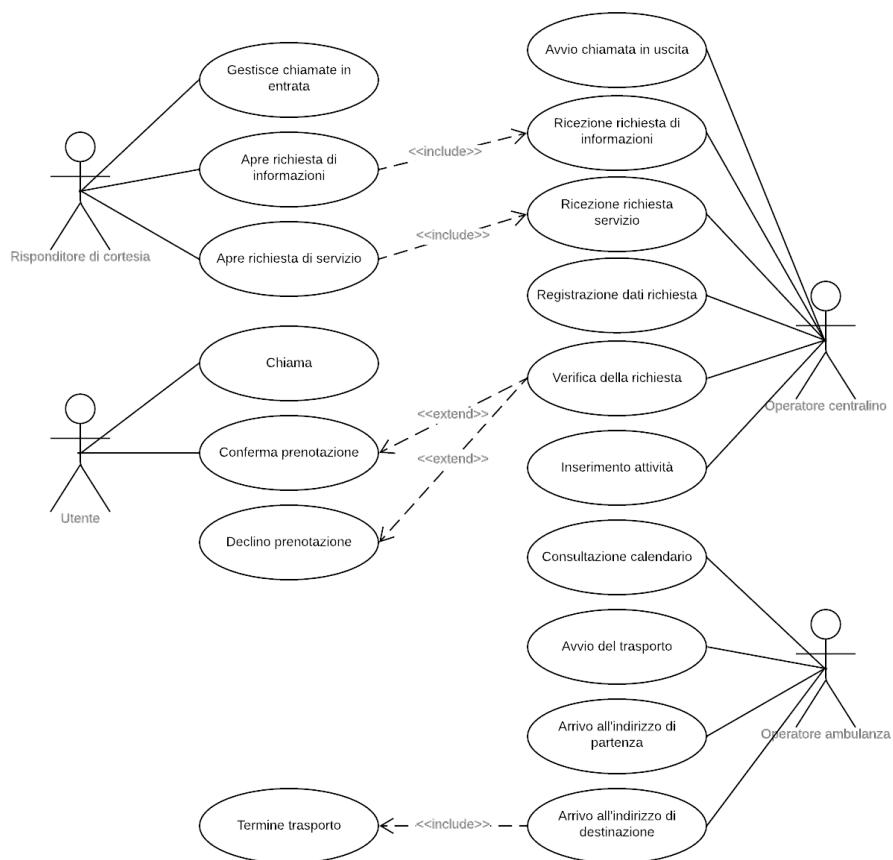 Avvio chiamata in uscita
Gestisce chiamate in
entrata
Ricezione richiesta di
informazioni
<<include>>
Apre richiesta di
informazioni
Ricezione richiesta
servizio
<<include>>
Apre richiesta di servizio
Risponditore di cortesia
Registrazione dati richiesta
Chiama
Verifica della richiesta
Operatore centralino
<<extend>>
Conferma prenotazione
<<extend>>
Inserimento attività
Utente
Declino prenotazione
Consultazione calendario
Avvio del trasporto
Arrivo all'indirizzo di
partenza
Operatore ambulanza
Termine trasporto
<<include>>
Arrivo all'indirizzo di
destinazione